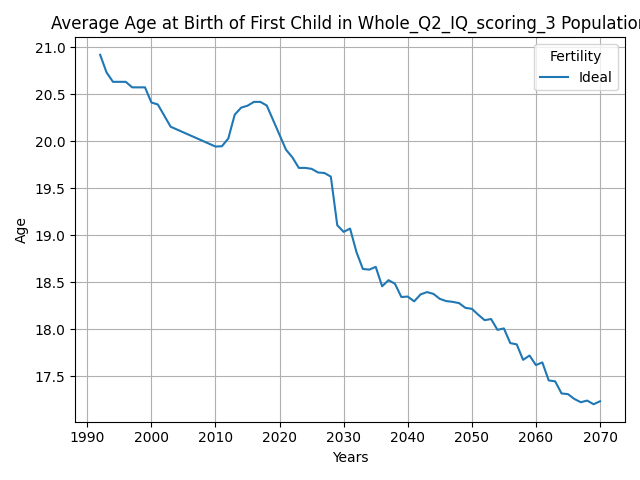 Average Age at Birth of First Child in Whole_Q2_IQ_scoring_3 Population
Fertility
Ideal
21.0
20.5
20.0
19.5
19.0
18.5
18.0
17.5
Age
1990 2000 2010 2020 2030 2040 2050 2060 2070
Years